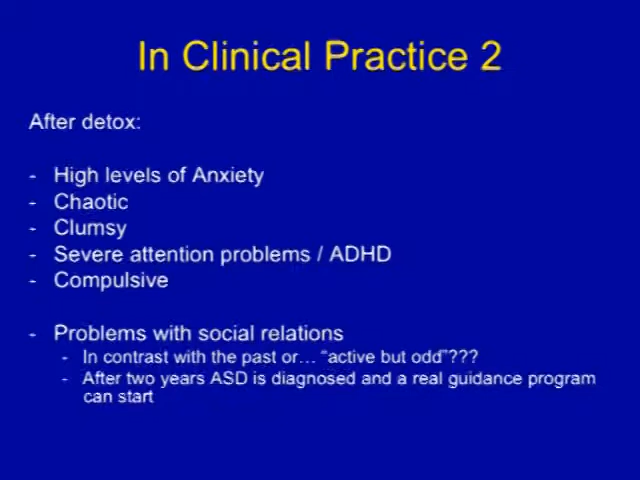 In Clinical Practice 2
After detox:
- High levels of Anxiety
- Chaotic
- Clumsy
- Severe attention problems / ADHD
- Compulsive
- Problems with social relations
- In contrast with the past or… “active but odd”???
- After two years ASD is diagnosed and a real guidance program
can start